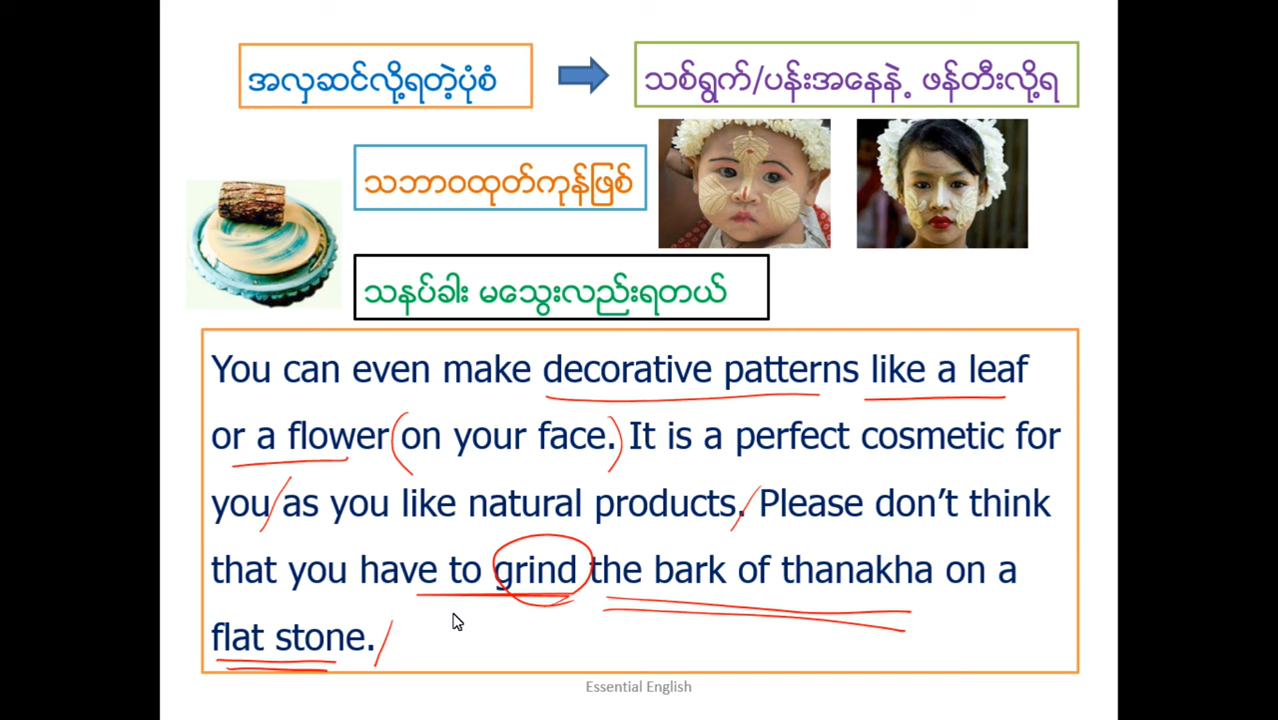 အလှဆင်လို့ရတဲ့ပုံစံ
သစ်ရွက်/ပန်းအနေနဲ့ ဖန်တီးလို့ရ
သဘာဝထုတ်ကုန်ဖြစ်
သနပ်ခါး မသွေးလည်းရတယ်
You can even make decorative patterns like a leaf
or a flower on your face. It is a perfect cosmetic for
you as you like natural products. Please don’t think
that you have to grind the bark of thanakha on a
flat stone.
Essential English